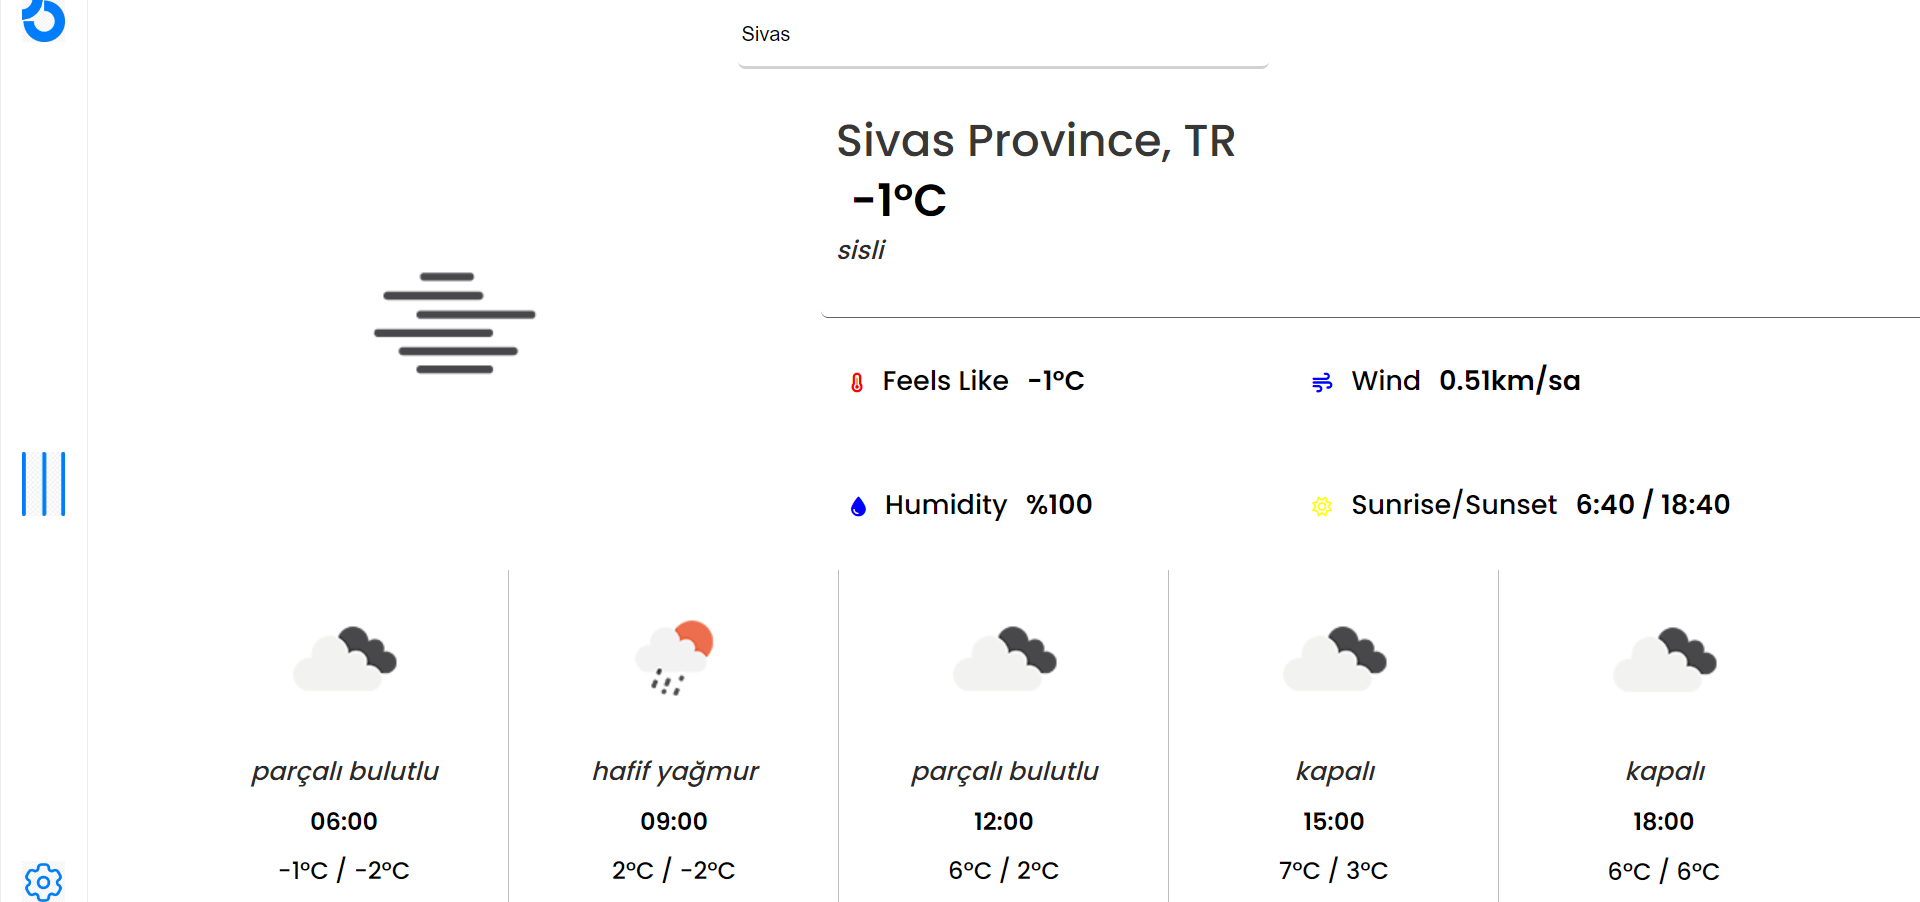 Sivas
Sivas Province, TR
-1°C
sisli
Feels Like -1°C
Wind 0.51km/sa
Humidity %100
Sunrise/Sunset 6:40 / 18:40
parçalı bulutlu
06:00
-1°C / -2°C
hafif yağmur
09:00
2°C / -2°C
parçalı bulutlu
12:00
6°C / 2°C
kapalı
15:00
7°C / 3°C
kapalı
18:00
6°C / 6°C